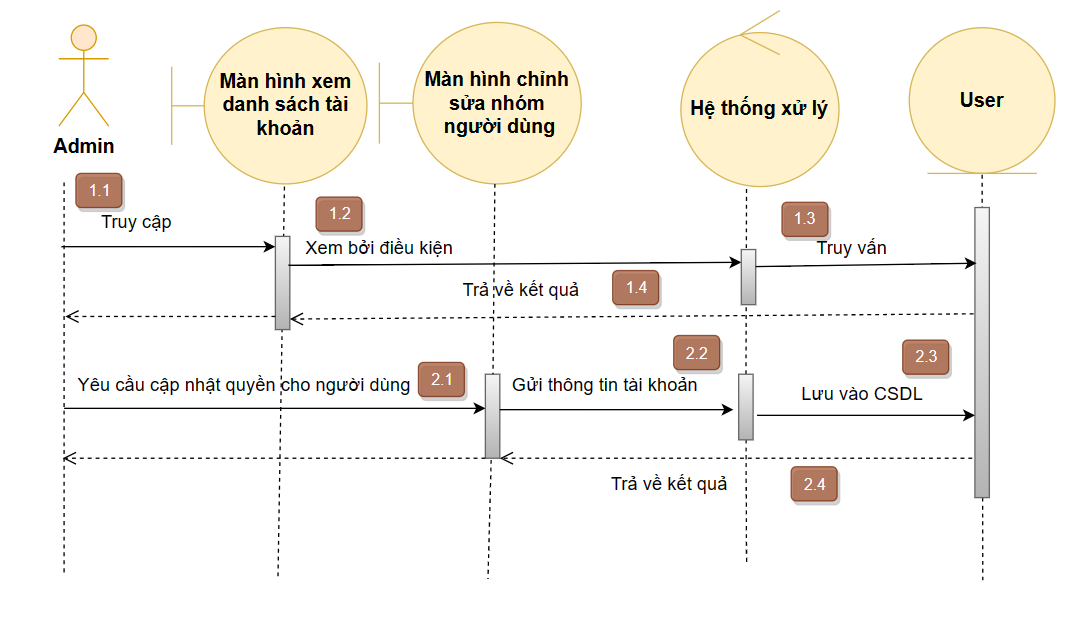 Màn hình xem
danh sách tài
khoản
Màn hình chỉnh
sửa nhóm
người dùng
Hệ thống xử lý
User
Admin
1.1
Truy cập
1.2
Xem bởi điều kiện
1.3
Truy vấn
Trả về kết quả
1.4
Yêu cầu cập nhật quyền cho người dùng
2.1
Gửi thông tin tài khoản
2.2
2.3
Lưu vào CSDL
Trả về kết quả
2.4